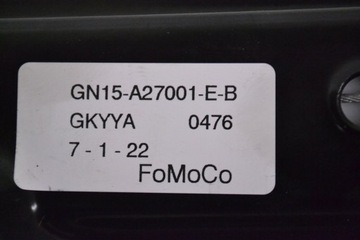 GN15-A27001-E-B
GKYYA 0476
7 - 1 - 22
FoMoCo